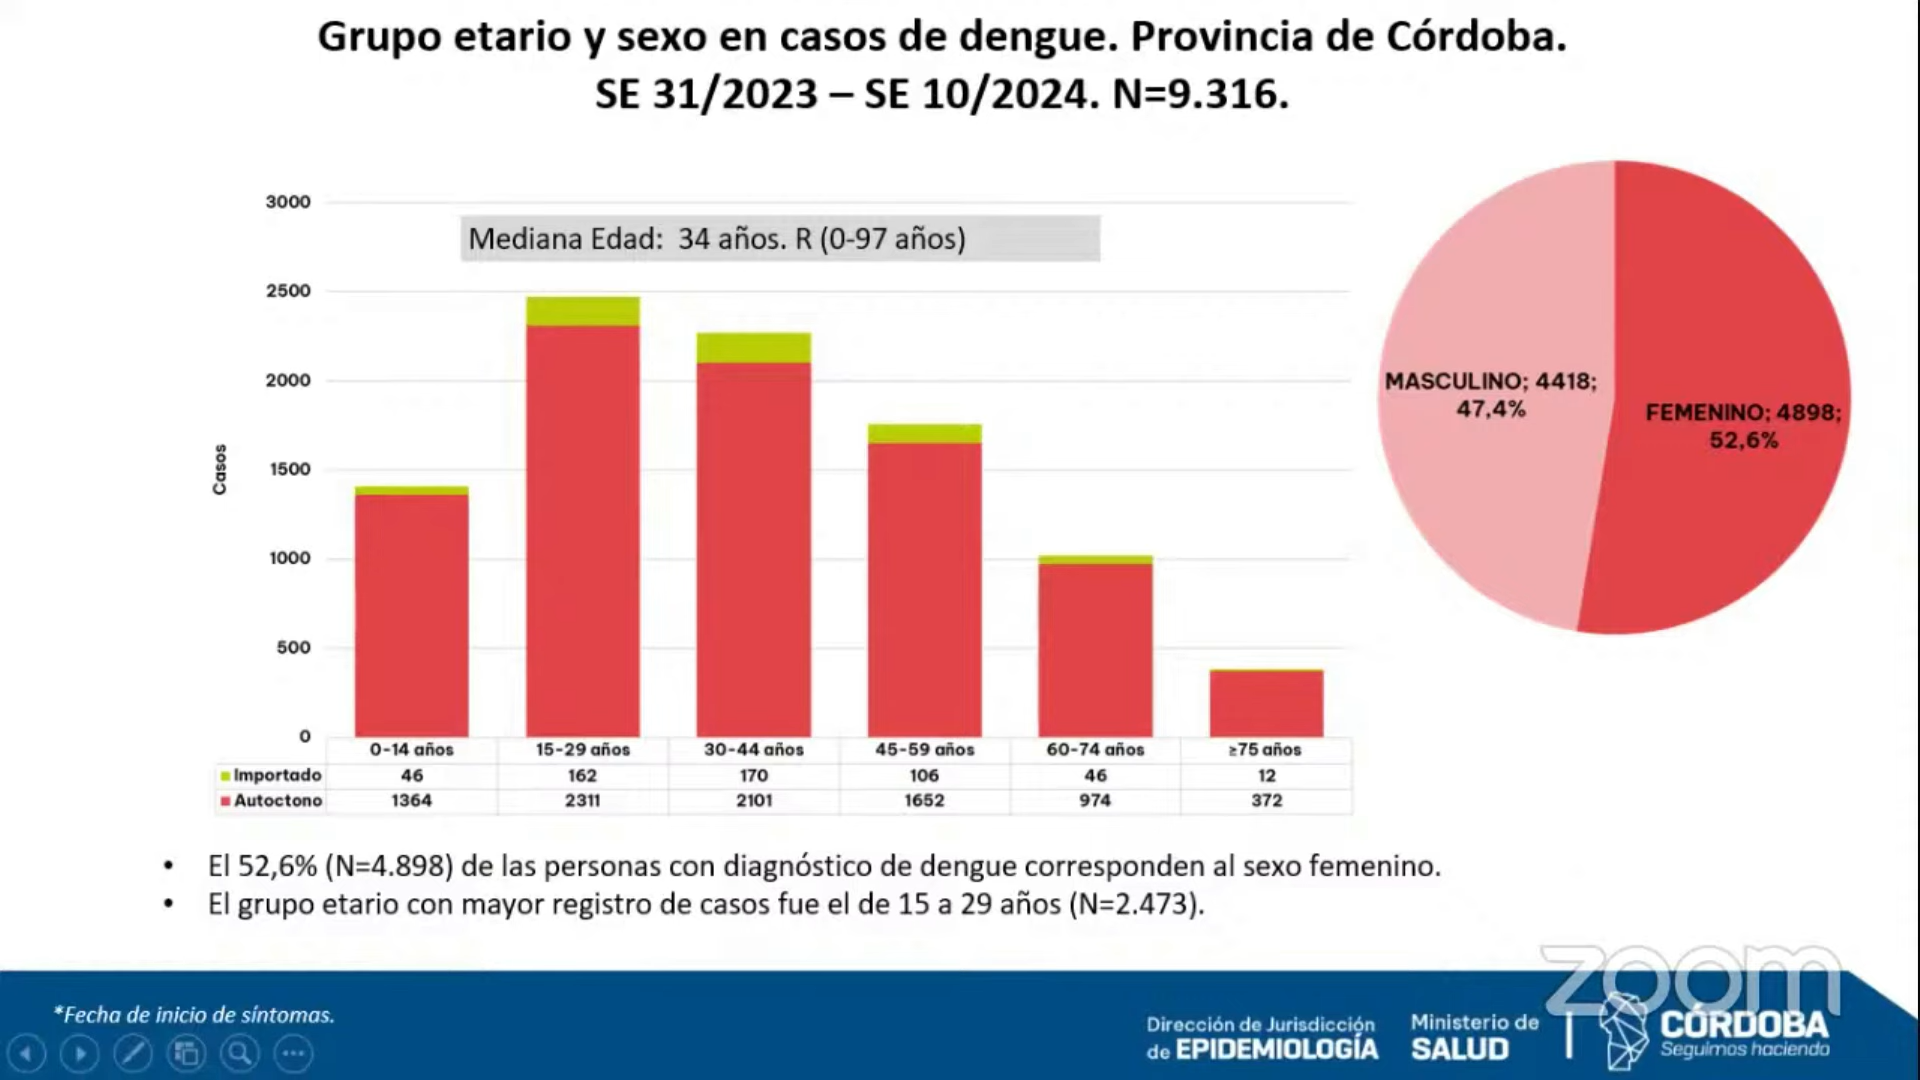 Grupo etario y sexo en casos de dengue. Provincia de Córdoba.
SE 31/2023 – SE 10/2024. N=9.316.
3000
Mediana Edad: 34 años. R (0-97 años)
2500
2000
1500
1000
500
0
Casos
0-14 años 15-29 años 30-44 años 45-59 años 60-74 años ≥75 años
Importado 46 162 170 106 46 12
Autoctono 1364 2311 2101 1652 974 372
MASCULINO; 4418;
47,4%
FEMENINO; 4898;
52,6%
• El 52,6% (N=4.898) de las personas con diagnóstico de dengue corresponden al sexo femenino.
• El grupo etario con mayor registro de casos fue el de 15 a 29 años (N=2.473).
zoom
*Fecha de inicio de síntomas.
Dirección de Jurisdicción
de EPIDEMIOLOGÍA
Ministerio de
SALUD
CÓRDOBA
Seguimos haciendo